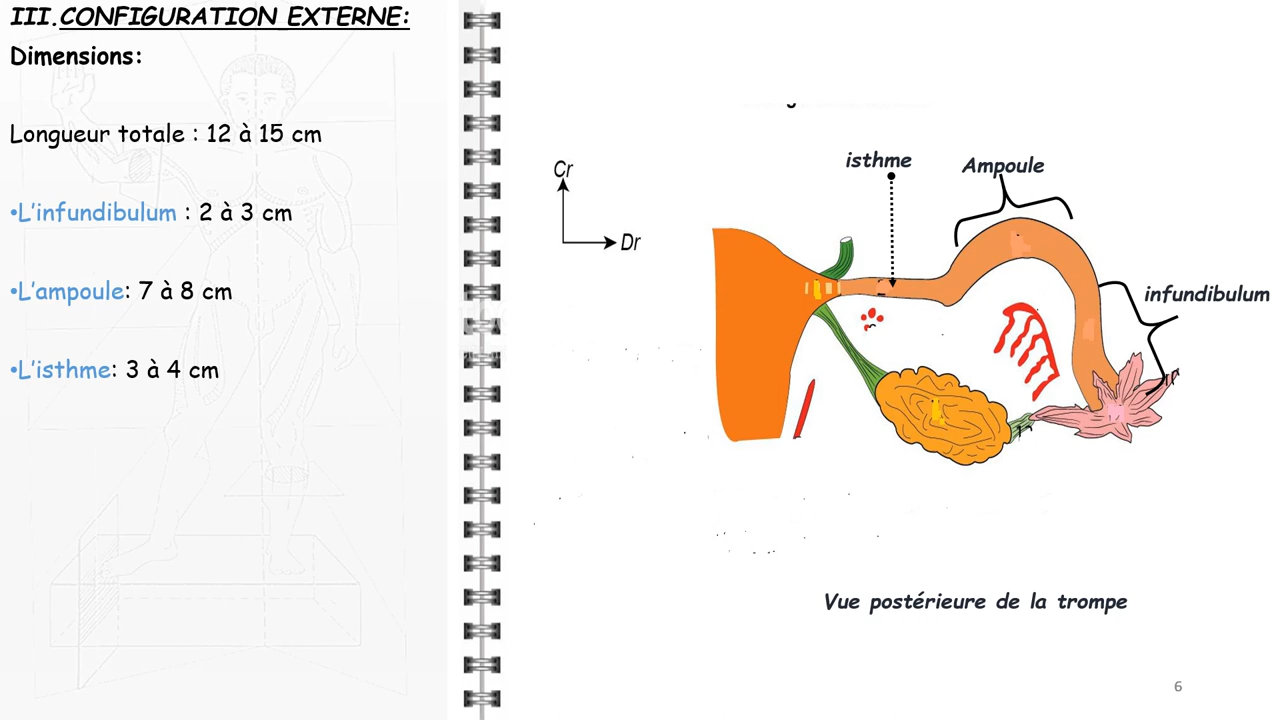 III.CONFIGURATION EXTERNE:
Dimensions:
Longueur totale : 12 à 15 cm
•L'infundibulum : 2 à 3 cm
•L'ampoule: 7 à 8 cm
•L'isthme: 3 à 4 cm
Cr
Dr
isthme
Ampoule
infundibulum
Vue postérieure de la trompe
6